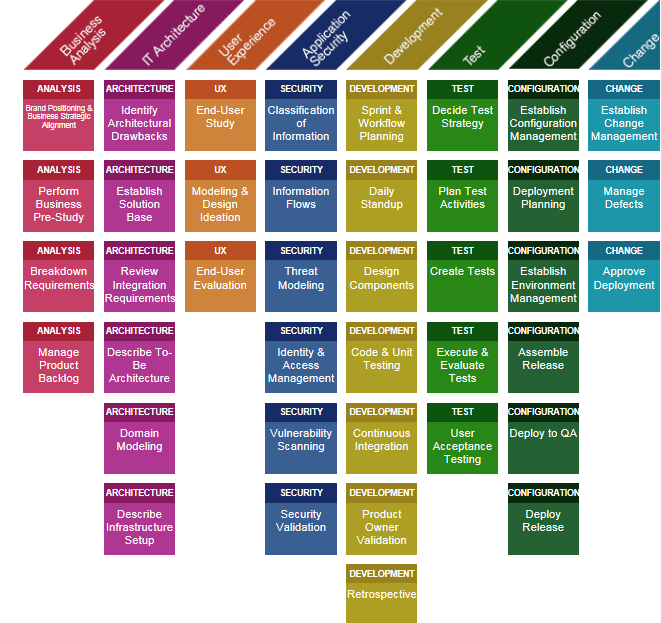 Business
Analysis
IT Architecture
User
Experience
Application
Security
Development
Test
Configuration
Change
ANALYSIS
Brand Positioning &
Business Strategic
Alignment
ARCHITECTURE
Identify
Architectural
Drawbacks
UX
End-User
Study
SECURITY
Classification
of
Information
DEVELOPMENT
Sprint &
Workflow
Planning
TEST
Decide Test
Strategy
CONFIGURATION
Establish
Configuration
Management
CHANGE
Establish
Change
Management
ANALYSIS
Perform
Business
Pre-Study
ARCHITECTURE
Establish
Solution
Base
UX
Modeling &
Design
Ideation
SECURITY
Information
Flows
DEVELOPMENT
Daily
Standup
TEST
Plan Test
Activities
CONFIGURATION
Deployment
Planning
CHANGE
Manage
Defects
ANALYSIS
Breakdown
Requirements
ARCHITECTURE
Review
Integration
Requirements
UX
End-User
Evaluation
SECURITY
Threat
Modeling
DEVELOPMENT
Design
Components
TEST
Create Tests
CONFIGURATION
Establish
Environment
Management
CHANGE
Approve
Deployment
ANALYSIS
Manage
Product
Backlog
ARCHITECTURE
Describe To-
Be
Architecture
SECURITY
Identity &
Access
Management
DEVELOPMENT
Code & Unit
Testing
TEST
Execute &
Evaluate
Tests
CONFIGURATION
Assemble
Release
ARCHITECTURE
Domain
Modeling
SECURITY
Vulnerability
Scanning
DEVELOPMENT
Continuous
Integration
TEST
User
Acceptance
Testing
CONFIGURATION
Deploy to QA
ARCHITECTURE
Describe
Infrastructure
Setup
SECURITY
Security
Validation
DEVELOPMENT
Product
Owner
Validation
CONFIGURATION
Deploy
Release
DEVELOPMENT
Retrospective